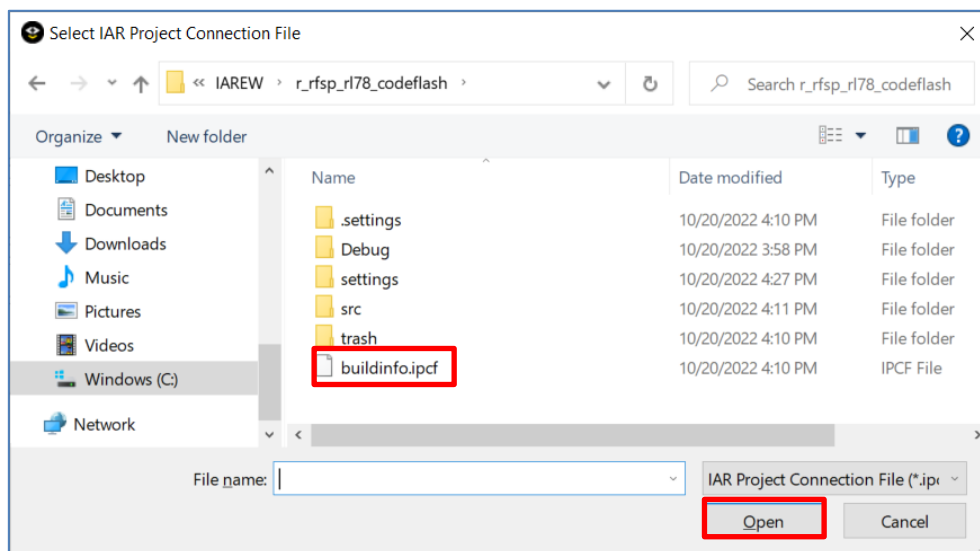 Select IAR Project Connection File
« IAREW › r_rfsp_rl78_codeflash ›
Search r_rfsp_rl78_codeflash
Organize
New folder
?
Desktop
Documents
Downloads
Music
Pictures
Videos
Windows (C:)
Network
Name Date modified Type
.settings 10/20/2022 4:10 PM File folder
Debug 10/20/2022 3:58 PM File folder
settings 10/20/2022 4:27 PM File folder
src 10/20/2022 4:11 PM File folder
trash 10/20/2022 4:10 PM File folder
buildinfo.ipcf 10/20/2022 4:10 PM IPCF File
File name:
IAR Project Connection File (*.ipc
Open
Cancel